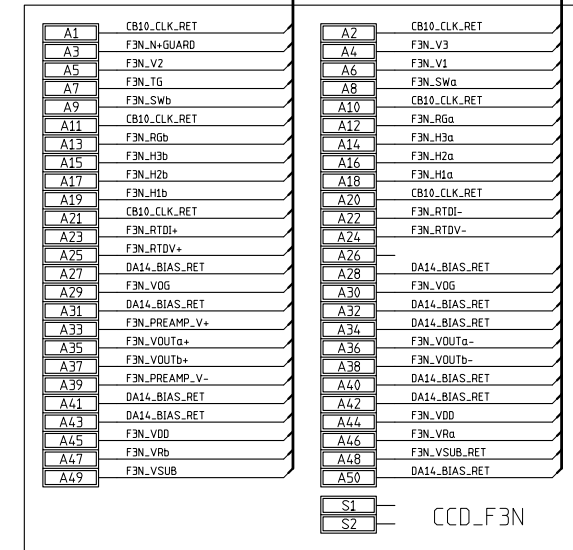 A1 CB10_CLK_RET
A3 F3N_N+GUARD
A5 F3N_V2
A7 F3N_TG
A9 F3N_SWb
A11 CB10_CLK_RET
A13 F3N_RGb
A15 F3N_H3b
A17 F3N_H2b
A19 F3N_H1b
A21 CB10_CLK_RET
A23 F3N_RTDI+
A25 F3N_RTDV+
A27 DA14_BIAS_RET
A29 F3N_VOG
A31 DA14_BIAS_RET
A33 F3N_PREAMP_V+
A35 F3N_VOUTa+
A37 F3N_VOUTb+
A39 F3N_PREAMP_V-
A41 DA14_BIAS_RET
A43 DA14_BIAS_RET
A45 F3N_VDD
A47 F3N_VRb
A49 F3N_VSUB
A2 CB10_CLK_RET
A4 F3N_V3
A6 F3N_V1
A8 F3N_SWa
A10 CB10_CLK_RET
A12 F3N_RGa
A14 F3N_H3a
A16 F3N_H2a
A18 F3N_H1a
A20 CB10_CLK_RET
A22 F3N_RTDI-
A24 F3N_RTDV-
A26
A28 DA14_BIAS_RET
A30 F3N_VOG
A32 DA14_BIAS_RET
A34 DA14_BIAS_RET
A36 F3N_VOUTa-
A38 F3N_VOUTb-
A40 DA14_BIAS_RET
A42 DA14_BIAS_RET
A44 F3N_VDD
A46 F3N_VRa
A48 F3N_VSUB_RET
A50 DA14_BIAS_RET
S1
S2
CCD_F3N